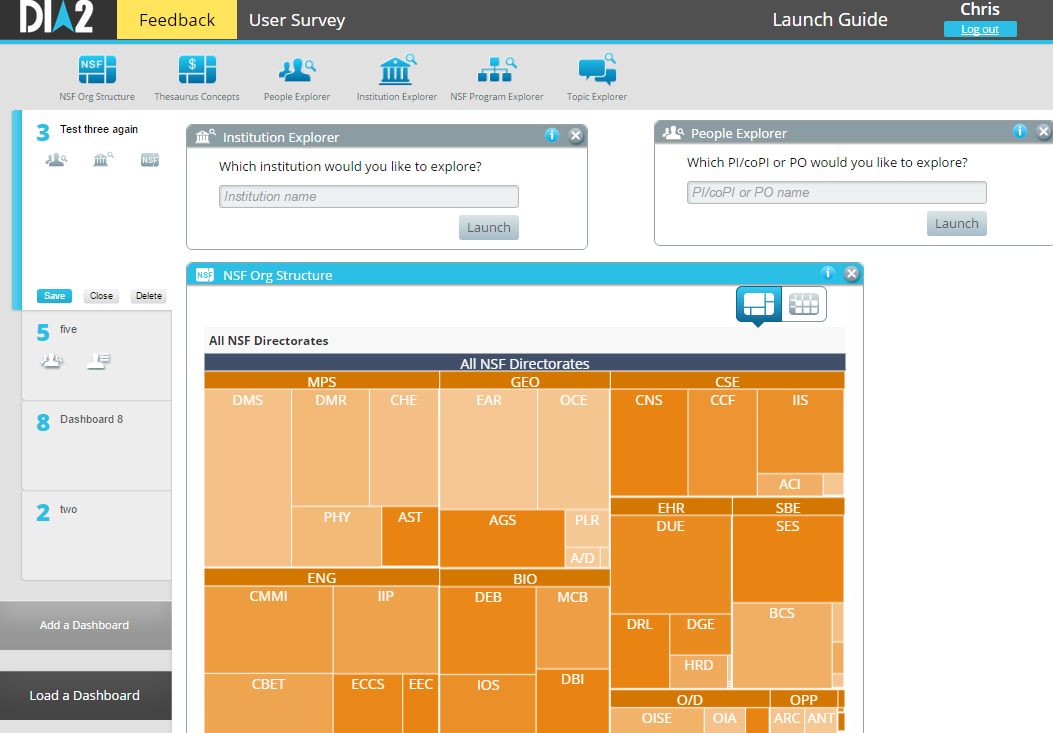 DIA2
Feedback
User Survey
Launch Guide
Chris
Log out
NSF
$
NSF Org Structure
Thesaurus Concepts
People Explorer
Institution Explorer
NSF Program Explorer
Topic Explorer
3
Test three again
NSF
Save
Close
Delete
5
five
8
Dashboard 8
2
two
Add a Dashboard
Load a Dashboard
Institution Explorer
i
Which institution would you like to explore?
Institution name
Launch
People Explorer
i
Which PI/coPI or PO would you like to explore?
PI/coPI or PO name
Launch
NSF
NSF Org Structure
i
All NSF Directorates
All NSF Directorates
MPS
GEO
CSE
DMS
DMR
CHE
EAR
OCE
CNS
CCF
IIS
ACI
PHY
AST
AGS
PLR
A/D
EHR
SBE
DUE
SES
ENG
BIO
CMMI
IIP
DEB
MCB
BCS
DRL
DGE
HRD
CBET
ECCS
EEC
IOS
DBI
O/D
OPP
OISE
OIA
ARC
ANT